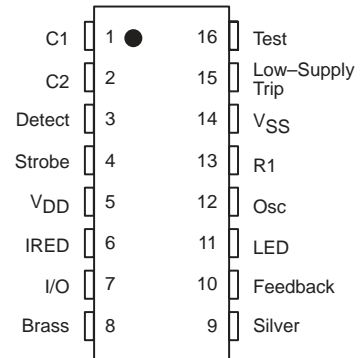 C1 1 16 Test
C2 2 15 Low–Supply Trip
Detect 3 14 VSS
Strobe 4 13 R1
VDD 5 12 Osc
IRED 6 11 LED
I/O 7 10 Feedback
Brass 8 9 Silver